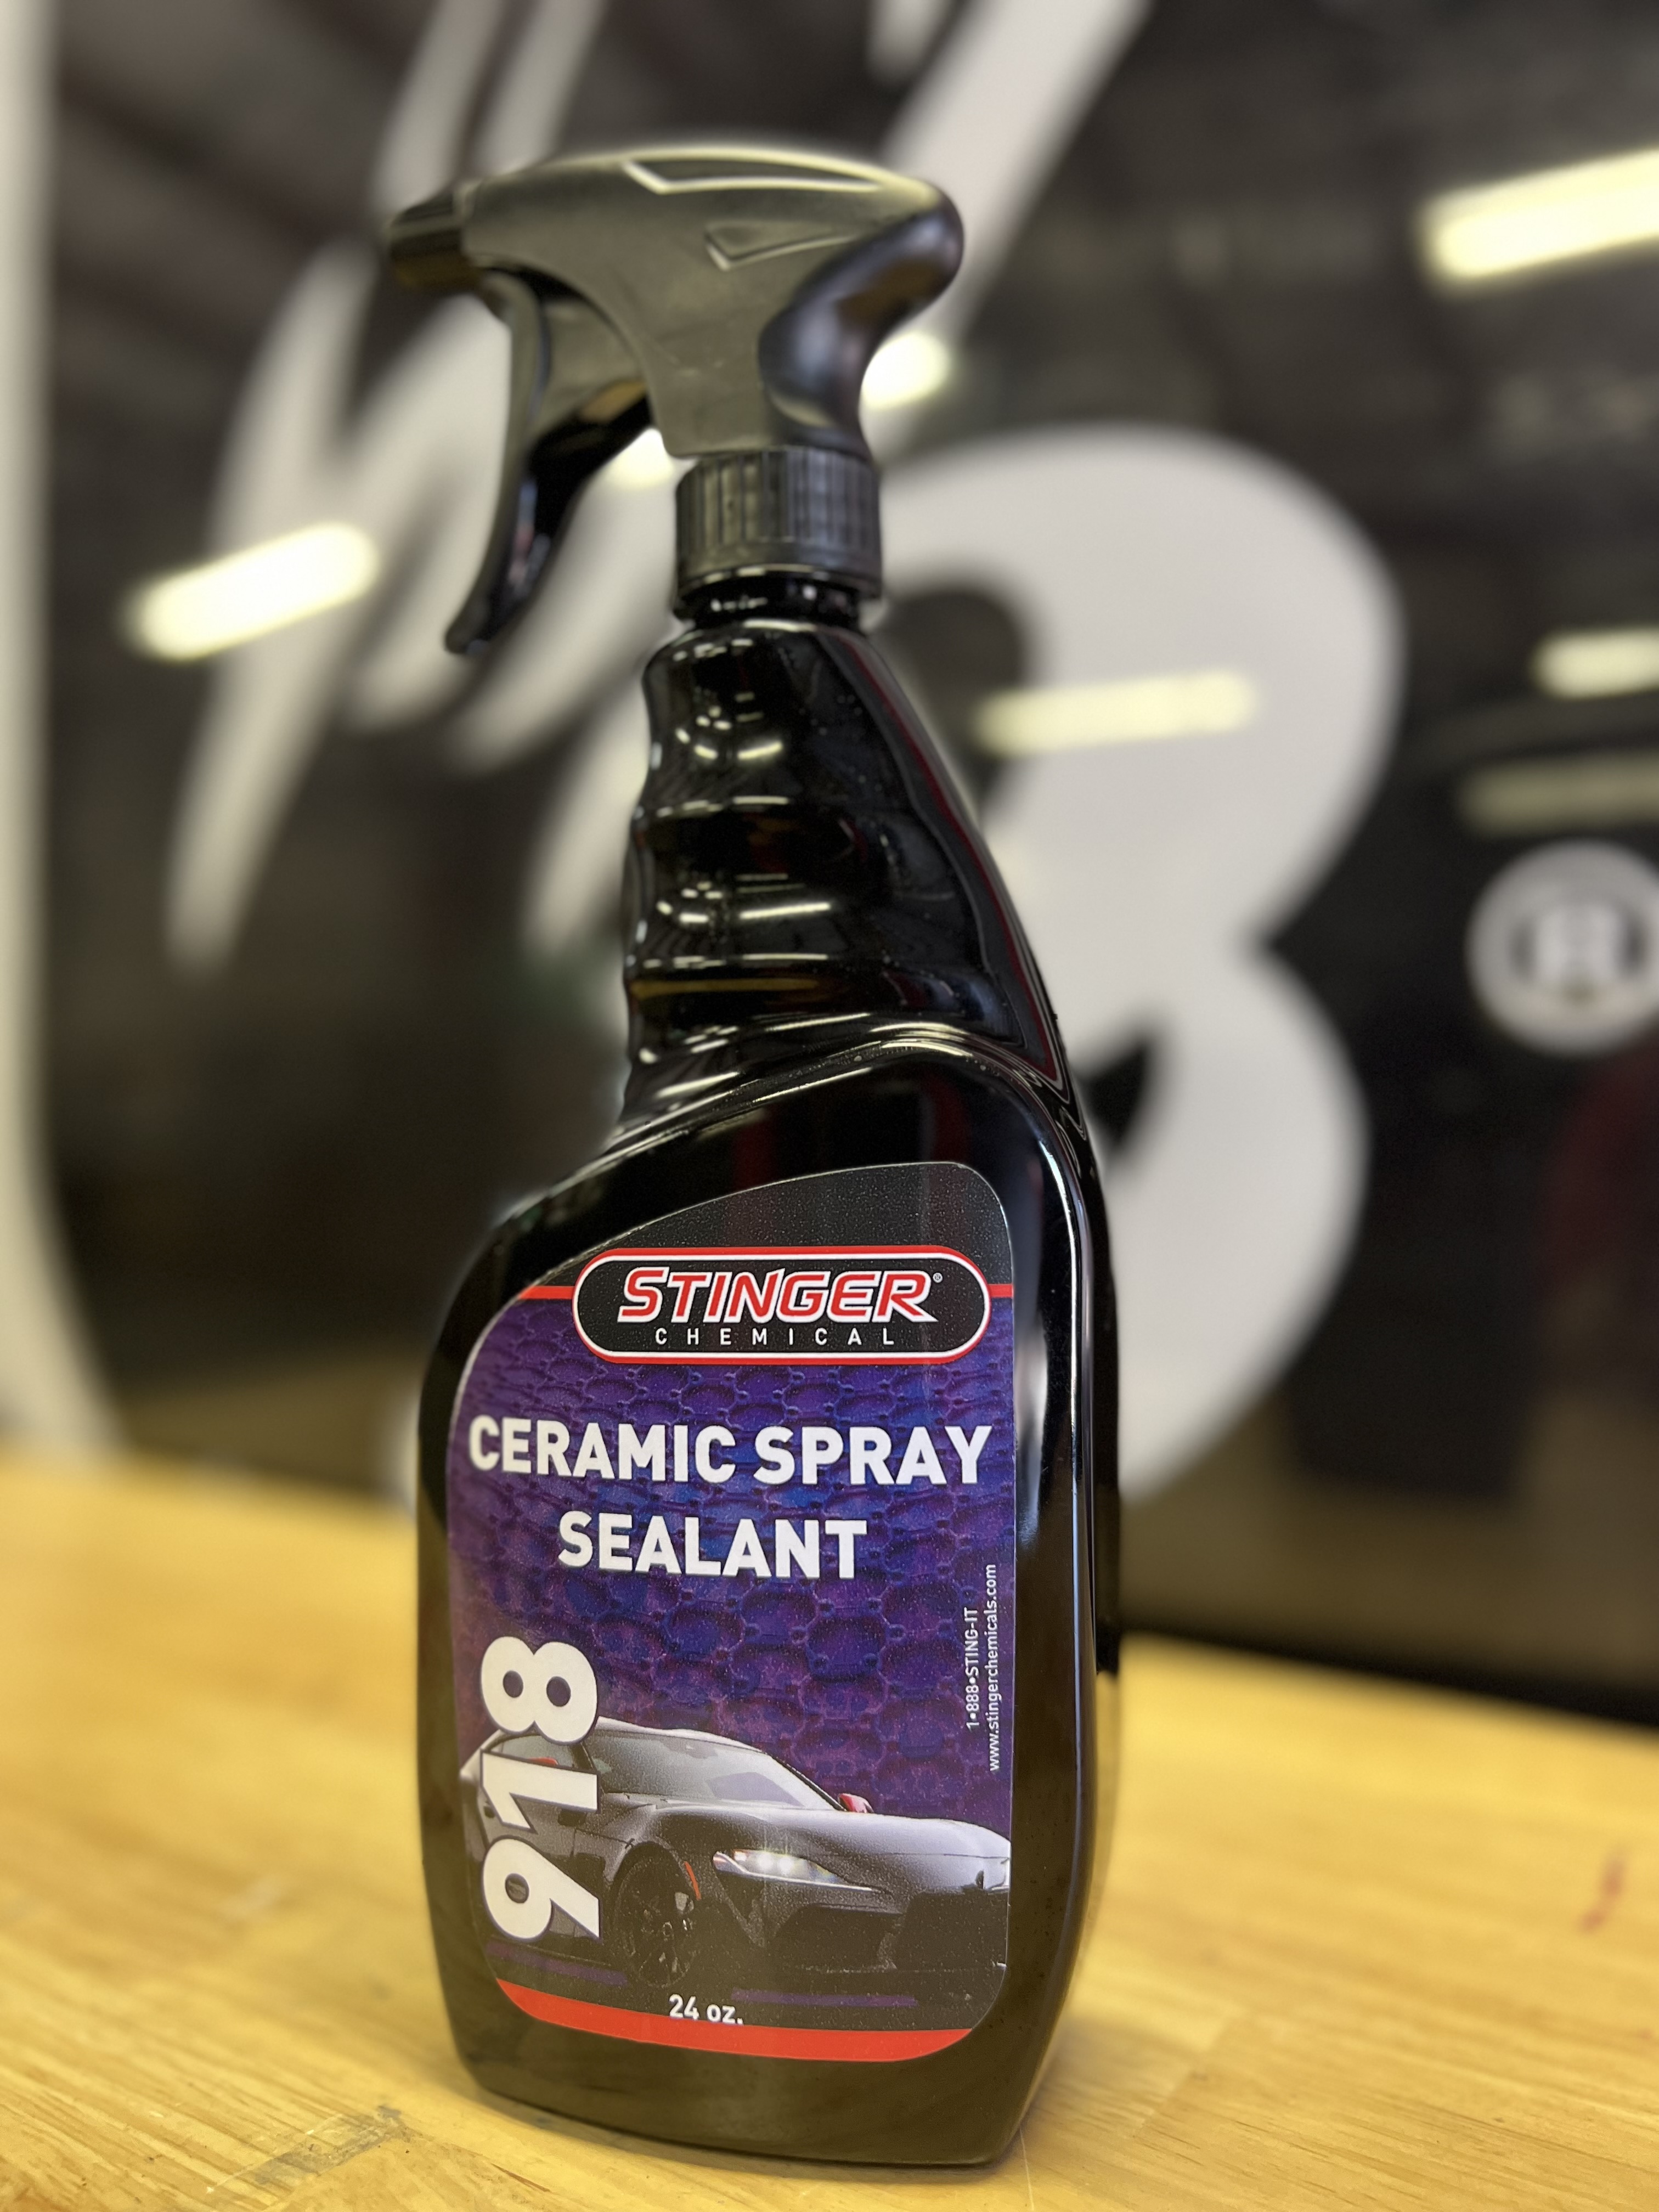 STINGER®
CHEMICAL
CERAMIC SPRAY
SEALANT
918
1•888•STING-IT
www.stingerchemicals.com
24 oz.